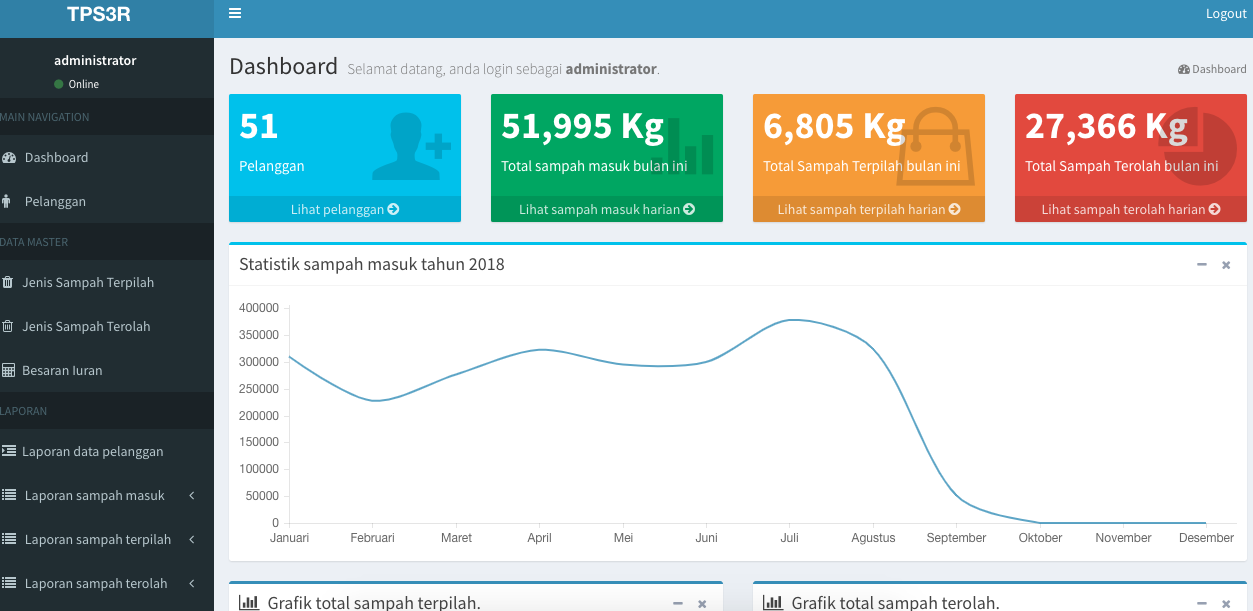 TPS3R
Logout
administrator
Online
MAIN NAVIGATION
Dashboard
Pelanggan
DATA MASTER
Jenis Sampah Terpilah
Jenis Sampah Terolah
Besaran Iuran
LAPORAN
Laporan data pelanggan
Laporan sampah masuk
Laporan sampah terpilah
Laporan sampah terolah
Dashboard Selamat datang, anda login sebagai administrator.
Dashboard
51
Pelanggan
Lihat pelanggan
51,995 Kg
Total sampah masuk bulan ini
Lihat sampah masuk harian
6,805 Kg
Total Sampah Terpilah bulan ini
Lihat sampah terpilah harian
27,366 Kg
Total Sampah Terolah bulan ini
Lihat sampah terolah harian
Statistik sampah masuk tahun 2018
400000
350000
300000
250000
200000
150000
100000
50000
0
Januari Februari Maret April Mei Juni Juli Agustus September Oktober November Desember
Grafik total sampah terpilah.
Grafik total sampah terolah.